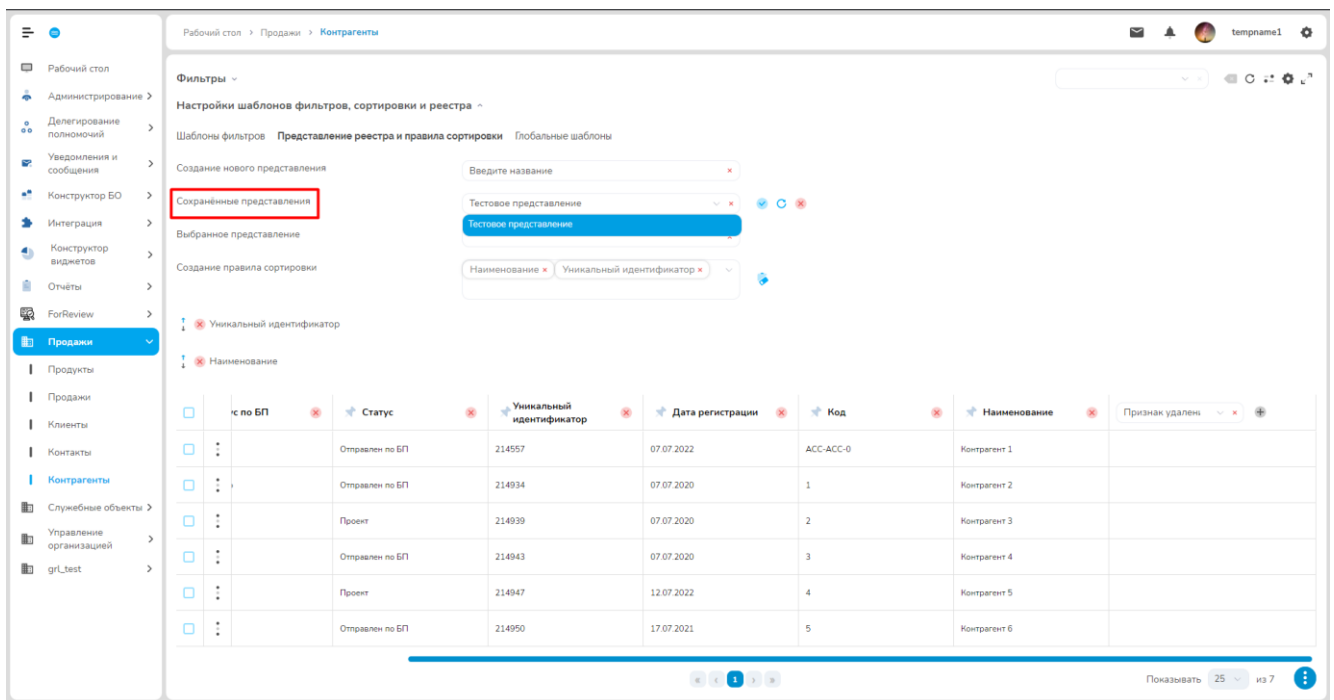 Рабочий стол > Продажи > Контрагенты
tempname1
Рабочий стол
Администрирование
Делегирование
полномочий
Уведомления и
сообщения
Конструктор БО
Интеграция
Конструктор
виджетов
Отчёты
ForReview
Продажи
Продукты
Продажи
Клиенты
Контакты
Контрагенты
Служебные объекты
Управление
организацией
grl_test
Фильтры
Настройки шаблонов фильтров, сортировки и реестра
Шаблоны фильтров Представление реестра и правила сортировки Глобальные шаблоны
Создание нового представления Введите название
Сохранённые представления Тестовое представление
Тестовое представление
Выбранное представление
Создание правила сортировки Наименование Уникальный идентификатор
Уникальный идентификатор
Наименование
ус по БП Статус Уникальный идентификатор Дата регистрации Код Наименование Признак удален
Отправлен по БП 214557 07.07.2022 ACC-ACC-0 Контрагент 1
Отправлен по БП 214934 07.07.2020 1 Контрагент 2
Проект 214939 07.07.2020 2 Контрагент 3
Отправлен по БП 214943 07.07.2020 3 Контрагент 4
Проект 214947 12.07.2022 4 Контрагент 5
Отправлен по БП 214950 17.07.2021 5 Контрагент 6
« < 1 > »
Показывать 25 из 7